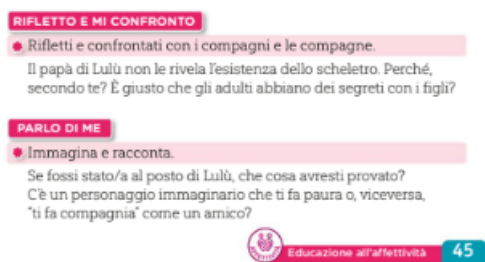 RIFLETTO E MI CONFRONTO
Rifletti e confrontati con i compagni e le compagne.
Il papà di Lulù non le rivela l'esistenza dello scheletro. Perché,
secondo te? È giusto che gli adulti abbiano dei segreti con i figli?
PARLO DI ME
Immagina e racconta.
Se fossi stato/a al posto di Lulù, che cosa avresti provato?
C'è un personaggio immaginario che ti fa paura o, viceversa,
"ti fa compagnia" come un amico?
Educazione all'affettività 45